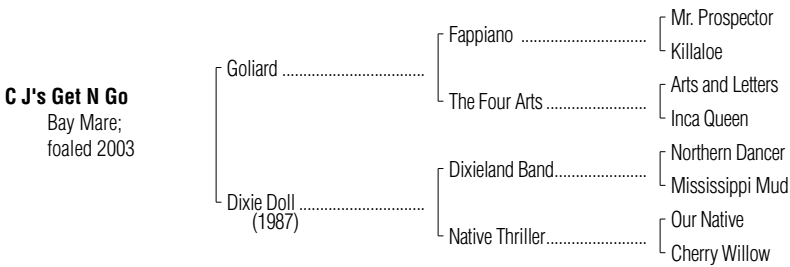 C J's Get N Go
Bay Mare;
foaled 2003
Goliard
Dixie Doll
(1987)
Fappiano
The Four Arts
Dixieland Band
Native Thriller
Mr. Prospector
Killaloe
Arts and Letters
Inca Queen
Northern Dancer
Mississippi Mud
Our Native
Cherry Willow